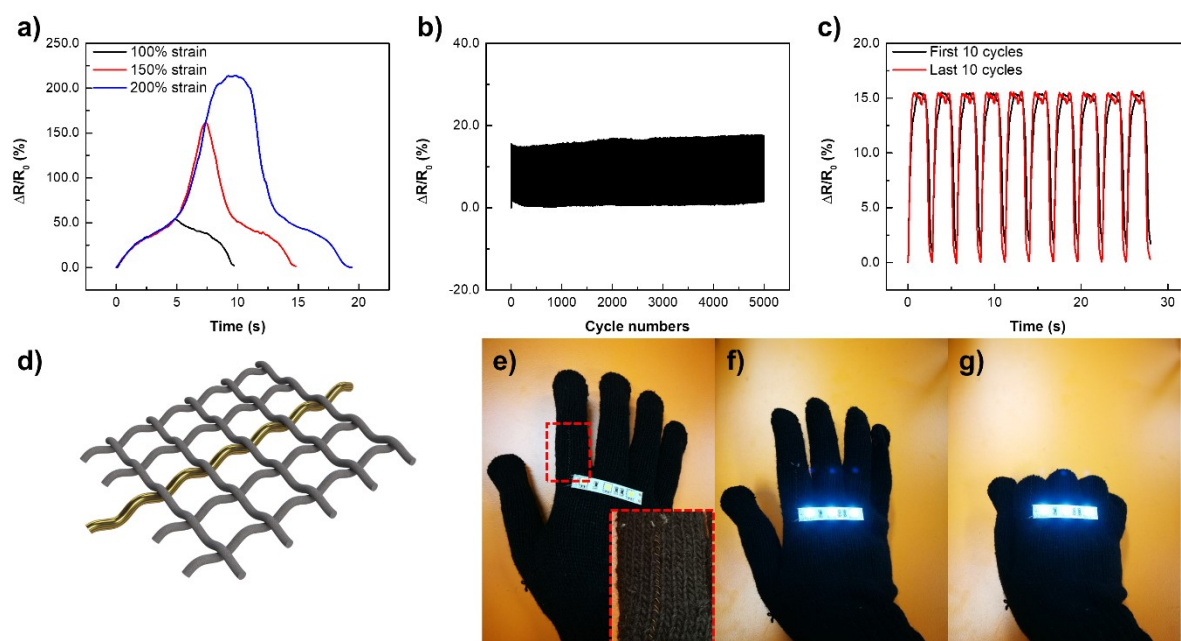 a)
250.0
200.0
150.0
100.0
50.0
0.0
ΔR/R0 (%)
100% strain
150% strain
200% strain
0 5 10 15 20
Time (s)
b)
40.0
20.0
0.0
-20.0
ΔR/R0 (%)
0 1000 2000 3000 4000 5000
Cycle numbers
c)
20.0
15.0
10.0
5.0
0.0
ΔR/R0 (%)
First 10 cycles
Last 10 cycles
0 10 20 30
Time (s)
d)
e)
f)
g)